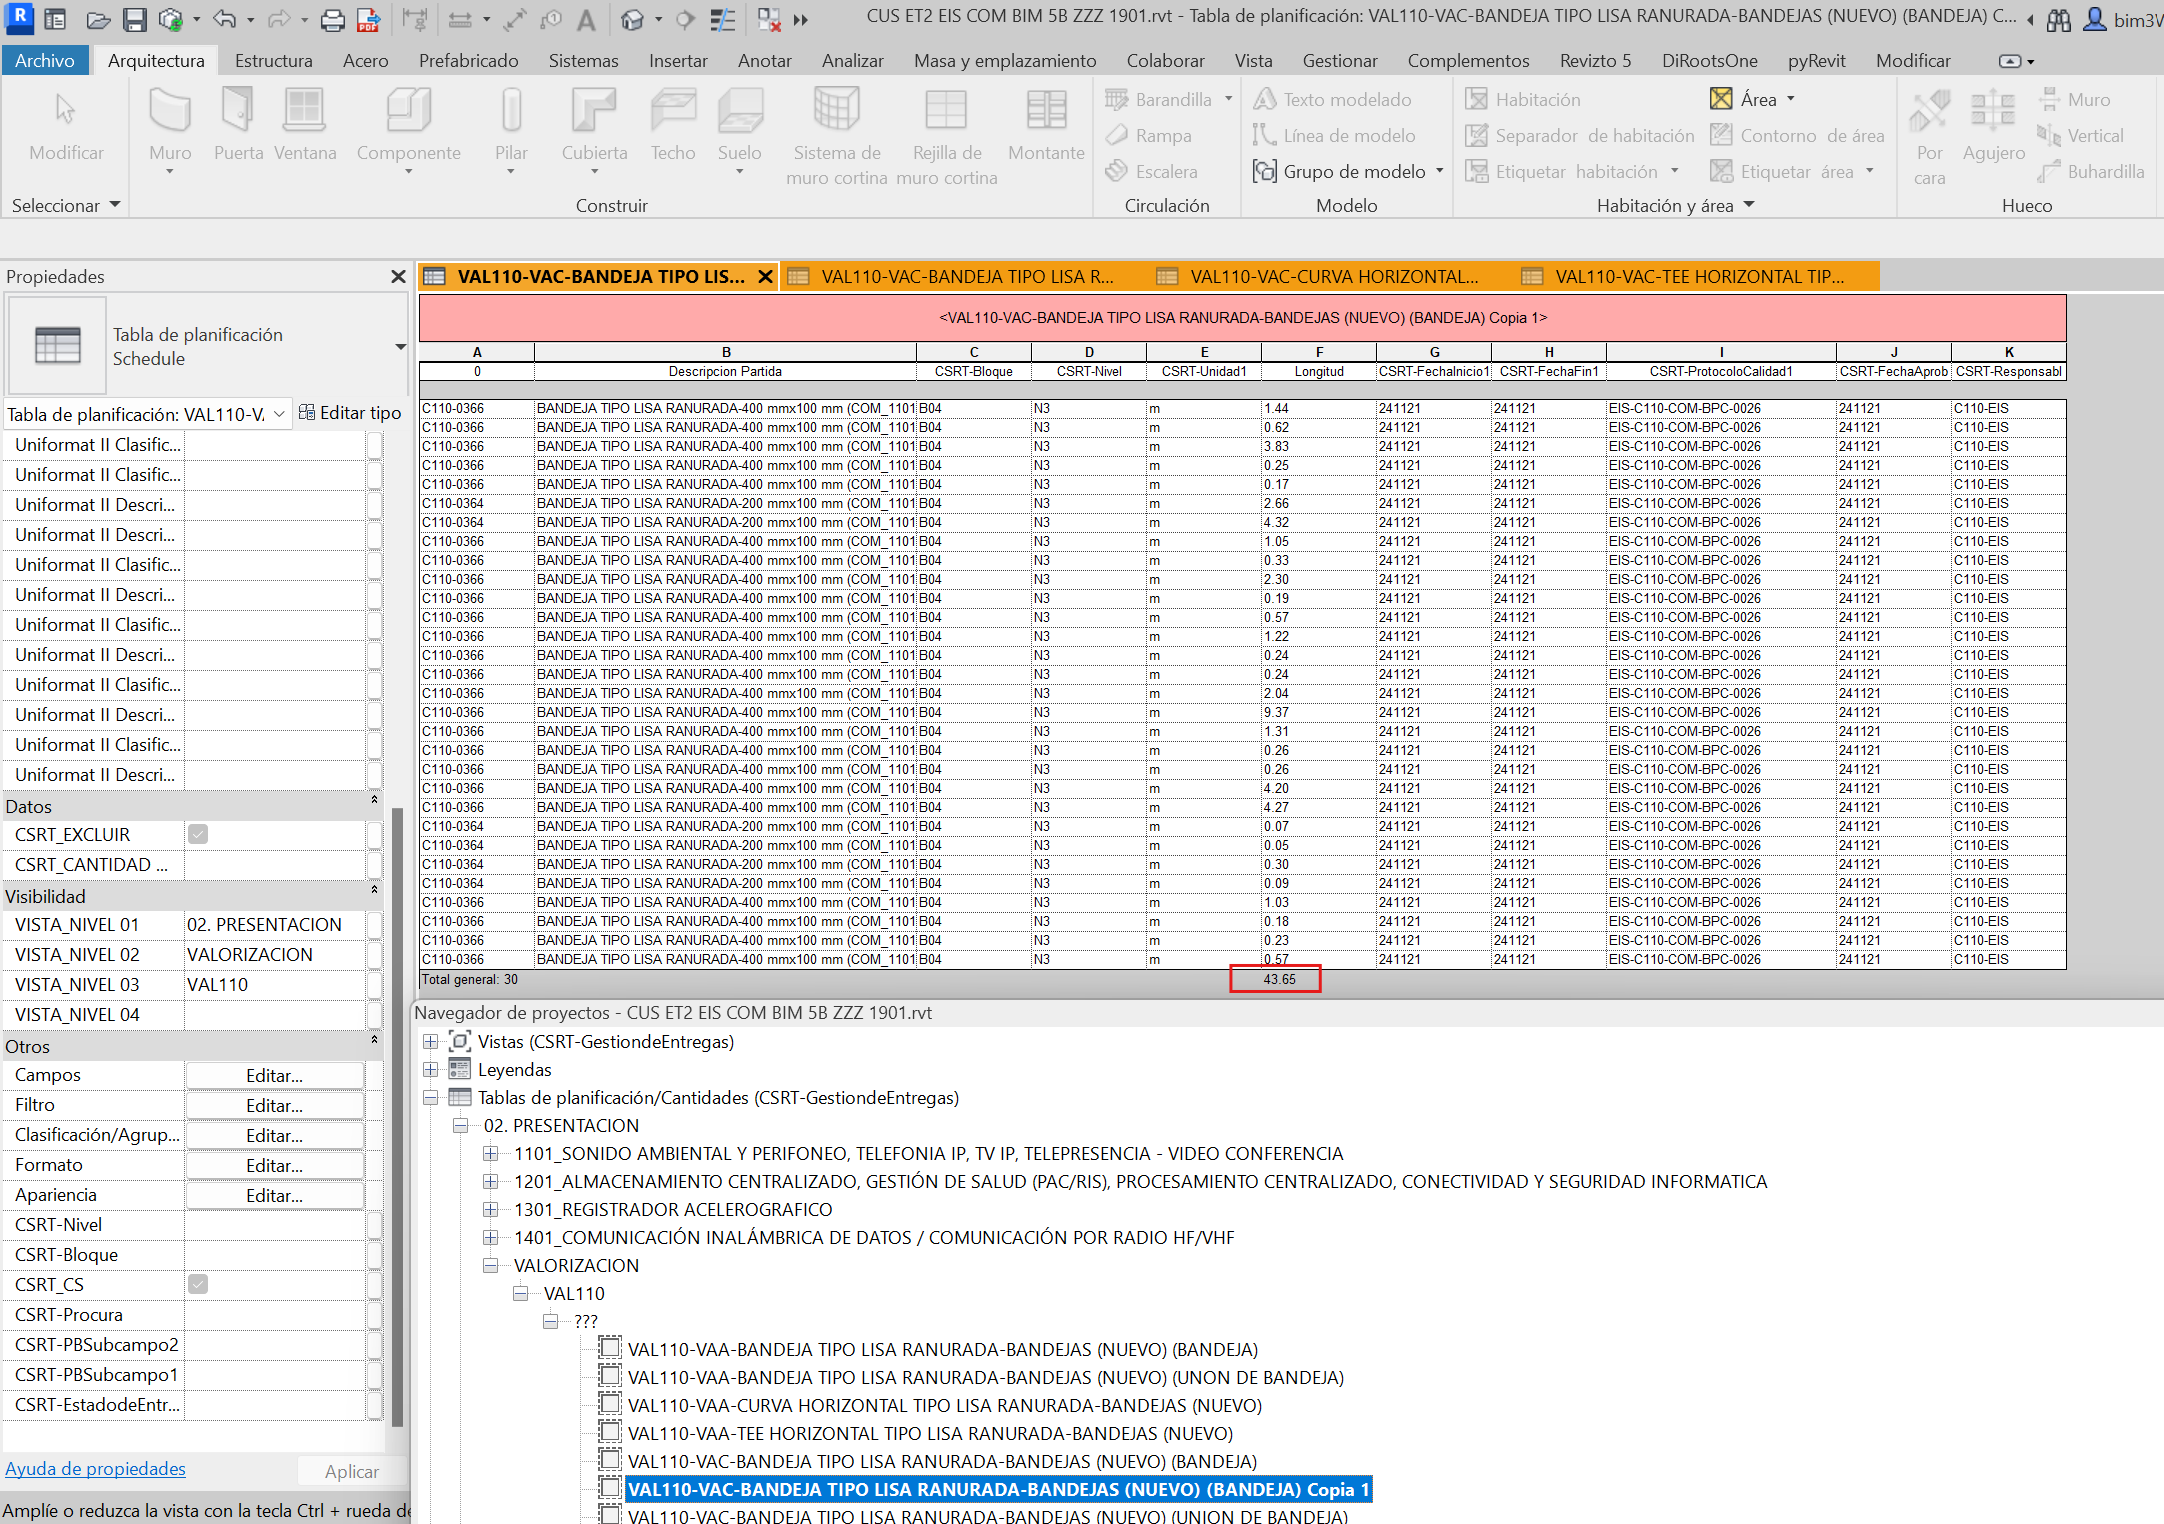 CUS ET2 EIS COM BIM 5B ZZZ 1901.rvt - Tabla de planificación: VAL110-VAC-BANDEJA TIPO LISA RANURADA-BANDEJAS (NUEVO) (BANDEJA) C...
Archivo Arquitectura Estructura Acero Prefabricado Sistemas Insertar Anotar Analizar Masa y emplazamiento Colaborar Vista Gestionar Complementos Revizto 5 DiRootsOne pyRevit Modificar
Modificar
Seleccionar
Muro Puerta Ventana Componente Pilar Cubierta Techo Suelo Sistema de muro cortina Rejilla de muro cortina Montante
Construir
Barandilla
Rampa
Escalera
Circulación
Texto modelado
Línea de modelo
Grupo de modelo
Modelo
Habitación
Separador de habitación
Etiquetar habitación
Área
Contorno de área
Etiquetar área
Habitación y área
Por cara
Agujero
Muro
Vertical
Buhardilla
Hueco
Propiedades
Tabla de planificación
Schedule
Tabla de planificación: VAL110-V
Editar tipo
Uniformat II Clasific...
Uniformat II Clasific...
Uniformat II Descri...
Uniformat II Descri...
Uniformat II Clasific...
Uniformat II Descri...
Uniformat II Clasific...
Uniformat II Descri...
Uniformat II Clasific...
Uniformat II Descri...
Uniformat II Clasific...
Uniformat II Descri...
Datos
CSRT_EXCLUIR
CSRT_CANTIDAD ...
Visibilidad
VISTA_NIVEL 01 02. PRESENTACION
VISTA_NIVEL 02 VALORIZACION
VISTA_NIVEL 03 VAL110
VISTA_NIVEL 04
Otros
Campos Editar...
Filtro Editar...
Clasificación/Agrup... Editar...
Formato Editar...
Apariencia Editar...
CSRT-Nivel
CSRT-Bloque
CSRT_CS
CSRT-Procura
CSRT-PBSubcampo2
CSRT-PBSubcampo1
CSRT-EstadodeEntr...
Ayuda de propiedades Aplicar
Amplíe o reduzca la vista con la tecla Ctrl + rueda de
VAL110-VAC-BANDEJA TIPO LIS... VAL110-VAC-BANDEJA TIPO LISA R... VAL110-VAC-CURVA HORIZONTAL... VAL110-VAC-TEE HORIZONTAL TIP...
<VAL110-VAC-BANDEJA TIPO LISA RANURADA-BANDEJAS (NUEVO) (BANDEJA) Copia 1>
A B C D E F G H I J K
0 Descripcion Partida CSRT-Bloque CSRT-Nivel CSRT-Unidad1 Longitud CSRT-FechaInicio1 CSRT-FechaFin1 CSRT-ProtocoloCalidad1 CSRT-FechaAprob CSRT-Responsabl
C110-0366 BANDEJA TIPO LISA RANURADA-400 mmx100 mm (COM_1101 B04 N3 m 1.44 241121 241121 EIS-C110-COM-BPC-0026 241121 C110-EIS
C110-0366 BANDEJA TIPO LISA RANURADA-400 mmx100 mm (COM_1101 B04 N3 m 0.62 241121 241121 EIS-C110-COM-BPC-0026 241121 C110-EIS
C110-0366 BANDEJA TIPO LISA RANURADA-400 mmx100 mm (COM_1101 B04 N3 m 3.83 241121 241121 EIS-C110-COM-BPC-0026 241121 C110-EIS
C110-0366 BANDEJA TIPO LISA RANURADA-400 mmx100 mm (COM_1101 B04 N3 m 0.25 241121 241121 EIS-C110-COM-BPC-0026 241121 C110-EIS
C110-0366 BANDEJA TIPO LISA RANURADA-400 mmx100 mm (COM_1101 B04 N3 m 0.17 241121 241121 EIS-C110-COM-BPC-0026 241121 C110-EIS
C110-0364 BANDEJA TIPO LISA RANURADA-200 mmx100 mm (COM_1101 B04 N3 m 2.66 241121 241121 EIS-C110-COM-BPC-0026 241121 C110-EIS
C110-0364 BANDEJA TIPO LISA RANURADA-200 mmx100 mm (COM_1101 B04 N3 m 4.32 241121 241121 EIS-C110-COM-BPC-0026 241121 C110-EIS
C110-0366 BANDEJA TIPO LISA RANURADA-400 mmx100 mm (COM_1101 B04 N3 m 1.05 241121 241121 EIS-C110-COM-BPC-0026 241121 C110-EIS
C110-0366 BANDEJA TIPO LISA RANURADA-400 mmx100 mm (COM_1101 B04 N3 m 0.33 241121 241121 EIS-C110-COM-BPC-0026 241121 C110-EIS
C110-0366 BANDEJA TIPO LISA RANURADA-400 mmx100 mm (COM_1101 B04 N3 m 2.30 241121 241121 EIS-C110-COM-BPC-0026 241121 C110-EIS
C110-0366 BANDEJA TIPO LISA RANURADA-400 mmx100 mm (COM_1101 B04 N3 m 0.19 241121 241121 EIS-C110-COM-BPC-0026 241121 C110-EIS
C110-0366 BANDEJA TIPO LISA RANURADA-400 mmx100 mm (COM_1101 B04 N3 m 0.57 241121 241121 EIS-C110-COM-BPC-0026 241121 C110-EIS
C110-0366 BANDEJA TIPO LISA RANURADA-400 mmx100 mm (COM_1101 B04 N3 m 1.22 241121 241121 EIS-C110-COM-BPC-0026 241121 C110-EIS
C110-0366 BANDEJA TIPO LISA RANURADA-400 mmx100 mm (COM_1101 B04 N3 m 0.24 241121 241121 EIS-C110-COM-BPC-0026 241121 C110-EIS
C110-0366 BANDEJA TIPO LISA RANURADA-400 mmx100 mm (COM_1101 B04 N3 m 0.24 241121 241121 EIS-C110-COM-BPC-0026 241121 C110-EIS
C110-0366 BANDEJA TIPO LISA RANURADA-400 mmx100 mm (COM_1101 B04 N3 m 2.04 241121 241121 EIS-C110-COM-BPC-0026 241121 C110-EIS
C110-0366 BANDEJA TIPO LISA RANURADA-400 mmx100 mm (COM_1101 B04 N3 m 9.37 241121 241121 EIS-C110-COM-BPC-0026 241121 C110-EIS
C110-0366 BANDEJA TIPO LISA RANURADA-400 mmx100 mm (COM_1101 B04 N3 m 1.31 241121 241121 EIS-C110-COM-BPC-0026 241121 C110-EIS
C110-0366 BANDEJA TIPO LISA RANURADA-400 mmx100 mm (COM_1101 B04 N3 m 0.26 241121 241121 EIS-C110-COM-BPC-0026 241121 C110-EIS
C110-0366 BANDEJA TIPO LISA RANURADA-400 mmx100 mm (COM_1101 B04 N3 m 0.26 241121 241121 EIS-C110-COM-BPC-0026 241121 C110-EIS
C110-0366 BANDEJA TIPO LISA RANURADA-400 mmx100 mm (COM_1101 B04 N3 m 4.20 241121 241121 EIS-C110-COM-BPC-0026 241121 C110-EIS
C110-0366 BANDEJA TIPO LISA RANURADA-400 mmx100 mm (COM_1101 B04 N3 m 4.27 241121 241121 EIS-C110-COM-BPC-0026 241121 C110-EIS
C110-0364 BANDEJA TIPO LISA RANURADA-200 mmx100 mm (COM_1101 B04 N3 m 0.07 241121 241121 EIS-C110-COM-BPC-0026 241121 C110-EIS
C110-0364 BANDEJA TIPO LISA RANURADA-200 mmx100 mm (COM_1101 B04 N3 m 0.05 241121 241121 EIS-C110-COM-BPC-0026 241121 C110-EIS
C110-0364 BANDEJA TIPO LISA RANURADA-200 mmx100 mm (COM_1101 B04 N3 m 0.30 241121 241121 EIS-C110-COM-BPC-0026 241121 C110-EIS
C110-0364 BANDEJA TIPO LISA RANURADA-200 mmx100 mm (COM_1101 B04 N3 m 0.09 241121 241121 EIS-C110-COM-BPC-0026 241121 C110-EIS
C110-0366 BANDEJA TIPO LISA RANURADA-400 mmx100 mm (COM_1101 B04 N3 m 1.03 241121 241121 EIS-C110-COM-BPC-0026 241121 C110-EIS
C110-0366 BANDEJA TIPO LISA RANURADA-400 mmx100 mm (COM_1101 B04 N3 m 0.18 241121 241121 EIS-C110-COM-BPC-0026 241121 C110-EIS
C110-0366 BANDEJA TIPO LISA RANURADA-400 mmx100 mm (COM_1101 B04 N3 m 0.23 241121 241121 EIS-C110-COM-BPC-0026 241121 C110-EIS
C110-0366 BANDEJA TIPO LISA RANURADA-400 mmx100 mm (COM_1101 B04 N3 m 0.57 241121 241121 EIS-C110-COM-BPC-0026 241121 C110-EIS
Total general: 30 43.65
Navegador de proyectos - CUS ET2 EIS COM BIM 5B ZZZ 1901.rvt
Vistas (CSRT-GestiondeEntregas)
Leyendas
Tablas de planificación/Cantidades (CSRT-GestiondeEntregas)
02. PRESENTACION
1101_SONIDO AMBIENTAL Y PERIFONEO, TELEFONIA IP, TV IP, TELEPRESENCIA - VIDEO CONFERENCIA
1201_ALMACENAMIENTO CENTRALIZADO, GESTIÓN DE SALUD (PAC/RIS), PROCESAMIENTO CENTRALIZADO, CONECTIVIDAD Y SEGURIDAD INFORMATICA
1301_REGISTRADOR ACELEROGRAFICO
1401_COMUNICACIÓN INALÁMBRICA DE DATOS / COMUNICACIÓN POR RADIO HF/VHF
VALORIZACION
VAL110
???
VAL110-VAA-BANDEJA TIPO LISA RANURADA-BANDEJAS (NUEVO) (BANDEJA)
VAL110-VAA-BANDEJA TIPO LISA RANURADA-BANDEJAS (NUEVO) (UNON DE BANDEJA)
VAL110-VAA-CURVA HORIZONTAL TIPO LISA RANURADA-BANDEJAS (NUEVO)
VAL110-VAA-TEE HORIZONTAL TIPO LISA RANURADA-BANDEJAS (NUEVO)
VAL110-VAC-BANDEJA TIPO LISA RANURADA-BANDEJAS (NUEVO) (BANDEJA)
VAL110-VAC-BANDEJA TIPO LISA RANURADA-BANDEJAS (NUEVO) (BANDEJA) Copia 1
VAL110-VAC-BANDEJA TIPO LISA RANURADA-BANDEJAS (NUEVO) (UNION DE BANDEJA)